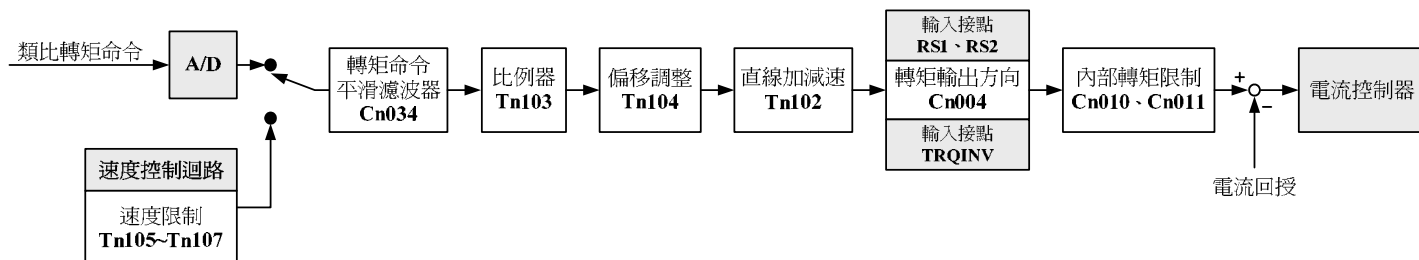 類比轉矩命令
A/D
速度控制迴路
速度限制
Tn105~Tn107
轉矩命令
平滑濾波器
Cn034
比例器
Tn103
偏移調整
Tn104
直線加減速
Tn102
輸入接點
RS1、RS2
轉矩輸出方向
Cn004
輸入接點
TRQINV
內部轉矩限制
Cn010、Cn011
+
−
電流回授
電流控制器